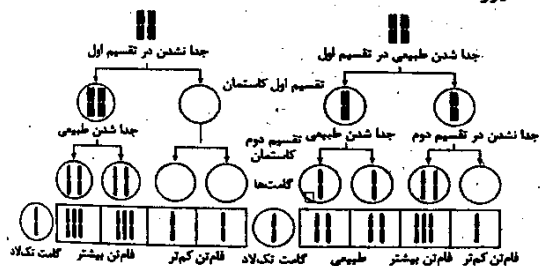 جدا شدن طبیعی در تقسیم اول
جدا نشدن در تقسیم اول
تقسیم اول کاستمان
جدا نشدن در تقسیم دوم
جدا شدن طبیعی
تقسیم دوم کاستمان
جدا شدن طبیعی
گامت‌ها
فام‌تن کم‌تر
فام‌تن بیشتر
طبیعی
گامت تک‌لاد
فام‌تن کم‌تر
فام‌تن بیشتر
گامت تک‌لاد